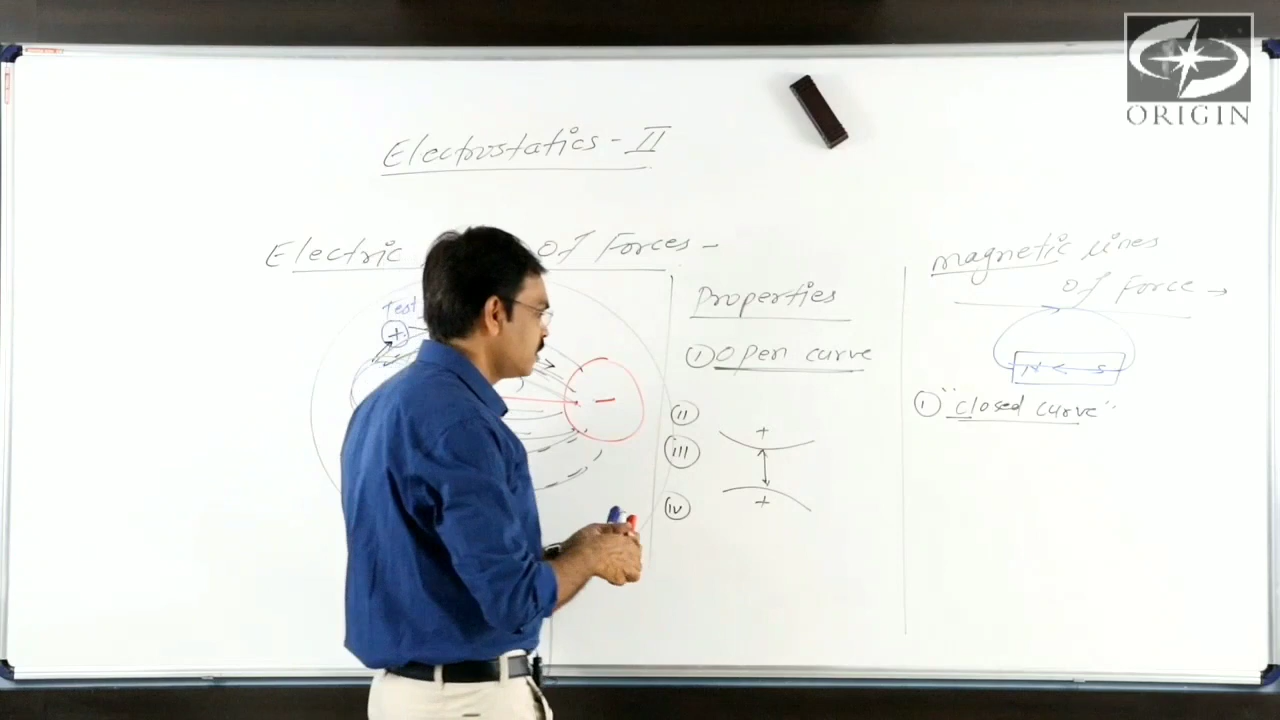 ORIGIN
Electrostatics - II
Electric
Of Forces -
Test
+
-
Properties
① Open curve
ii
iii
+
+
iv
magnetic lines
Of Force
N S
① "closed curve"